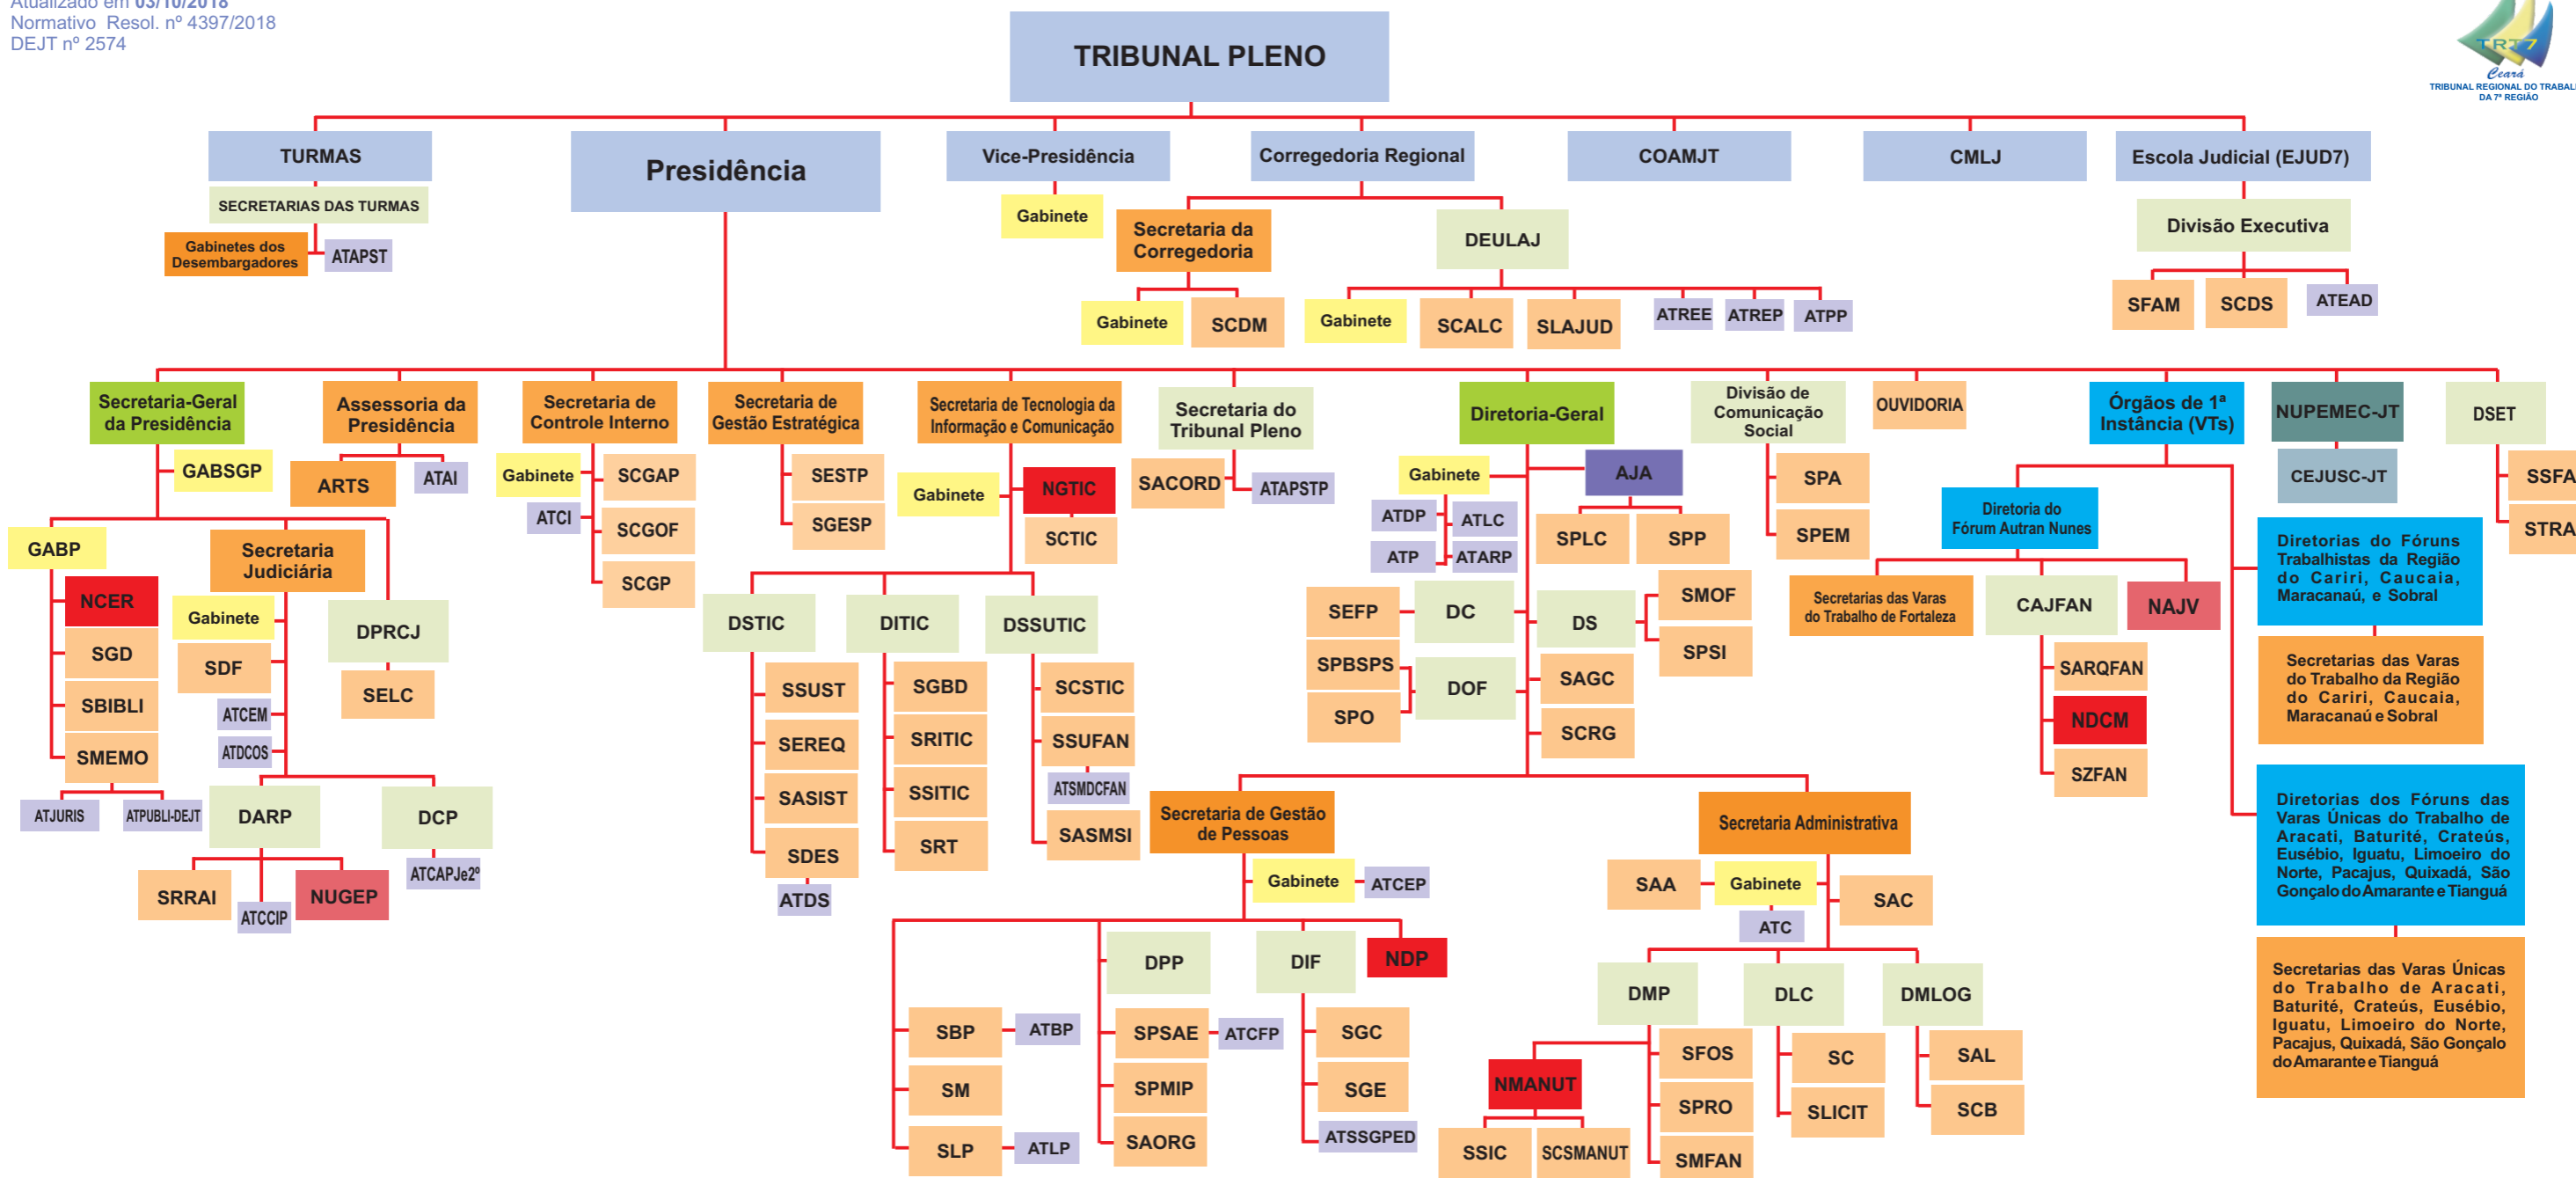 Atualizado em 03/10/2018
Normativo Resol. nº 4397/2018
DEJT nº 2574
TRIBUNAL PLENO
TRT7
Ceará
TRIBUNAL REGIONAL DO TRABAL
DA 7ª REGIÃO
TURMAS
Presidência
Vice-Presidência
Corregedoria Regional
COAMJT
CMLJ
Escola Judicial (EJUD7)
SECRETARIAS DAS TURMAS
Gabinetes dos
Desembargadores
ATAPST
Gabinete
Secretaria da
Corregedoria
DEULAJ
Divisão Executiva
Gabinete
SCDM
Gabinete
SCALC
SLAJUD
ATREE
ATREP
ATPP
SFAM
SCDS
ATEAD
Secretaria-Geral
da Presidência
Assessoria da
Presidência
Secretaria de
Controle Interno
Secretaria de
Gestão Estratégica
Secretaria de Tecnologia da
Informação e Comunicação
Secretaria do
Tribunal Pleno
Diretoria-Geral
Divisão de
Comunicação
Social
OUVIDORIA
Órgãos de 1ª
Instância (VTs)
NUPEMEC-JT
DSET
GABSGP
ARTS
ATAI
Gabinete
ATCI
SCGAP
SCGOF
SCGP
SESTP
SGESP
Gabinete
NGTIC
SCTIC
SACORD
ATAPSTP
Gabinete
ATDP
ATLC
ATP
ATARP
AJA
SPLC
SPP
SPA
SPEM
CEJUSC-JT
SSFA
STRA
GABP
NCER
SGD
SBIBLI
SMEMO
ATJURIS
ATPUBLI-DEJT
Secretaria
Judiciária
Gabinete
SDF
ATCEM
ATDCOS
DPRCJ
SELC
DARP
DCP
SRRAI
ATCCIP
NUGEP
ATCAPJe2º
DSTIC
DITIC
DSSUTIC
SSUST
SEREQ
SASIST
SDES
ATDS
SGBD
SRITIC
SSITIC
SRT
SCSTIC
SSUFAN
ATSMDCFAN
SASMSI
SEFP
DC
SPBSPS
SPO
DOF
DS
SMOF
SPSI
SAGC
SCRG
Diretoria do
Fórum Autran Nunes
Secretarias das Varas
do Trabalho de Fortaleza
CAJFAN
NAJV
SARQFAN
NDCM
SZFAN
Diretorias do Fóruns
Trabalhistas da Região
do Cariri, Caucaia,
Maracanaú, e Sobral
Secretarias das Varas
do Trabalho da Região
do Cariri, Caucaia,
Maracanaú e Sobral
Diretorias dos Fóruns das
Varas Únicas do Trabalho de
Aracati, Baturité, Crateús,
Eusébio, Iguatu, Limoeiro do
Norte, Pacajus, Quixadá, São
Gonçalo do Amarante e Tianguá
Secretarias das Varas Únicas
do Trabalho de Aracati,
Baturité, Crateús, Eusébio,
Iguatu, Limoeiro do Norte,
Pacajus, Quixadá, São Gonçalo
do Amarante e Tianguá
Secretaria de Gestão
de Pessoas
Gabinete
ATCEP
SBP
ATBP
SM
SLP
ATLP
DPP
SPSAE
ATCFP
SPMIP
SAORG
DIF
SGC
SGE
ATSSGPED
NDP
Secretaria Administrativa
SAA
Gabinete
ATC
SAC
DMP
DLC
DMLOG
NMANUT
SSIC
SCSMANUT
SFOS
SPRO
SMFAN
SC
SLICIT
SAL
SCB